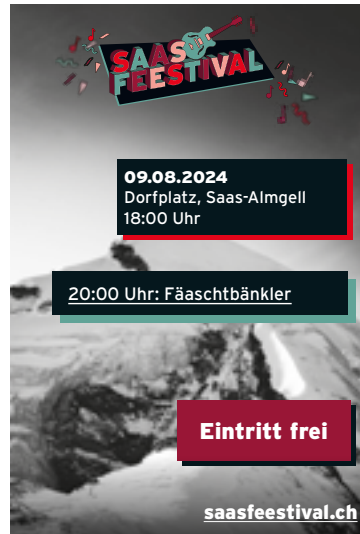 SAAS
FEESTIVAL
09.08.2024
Dorfplatz, Saas-Almgell
18:00 Uhr
20:00 Uhr: Fäaschtbänkler
Eintritt frei
saasfeestival.ch